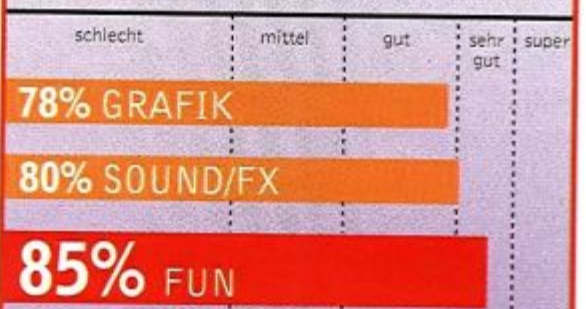 schlecht mittel gut sehr gut super
78% GRAFIK
80% SOUND/FX
85% FUN